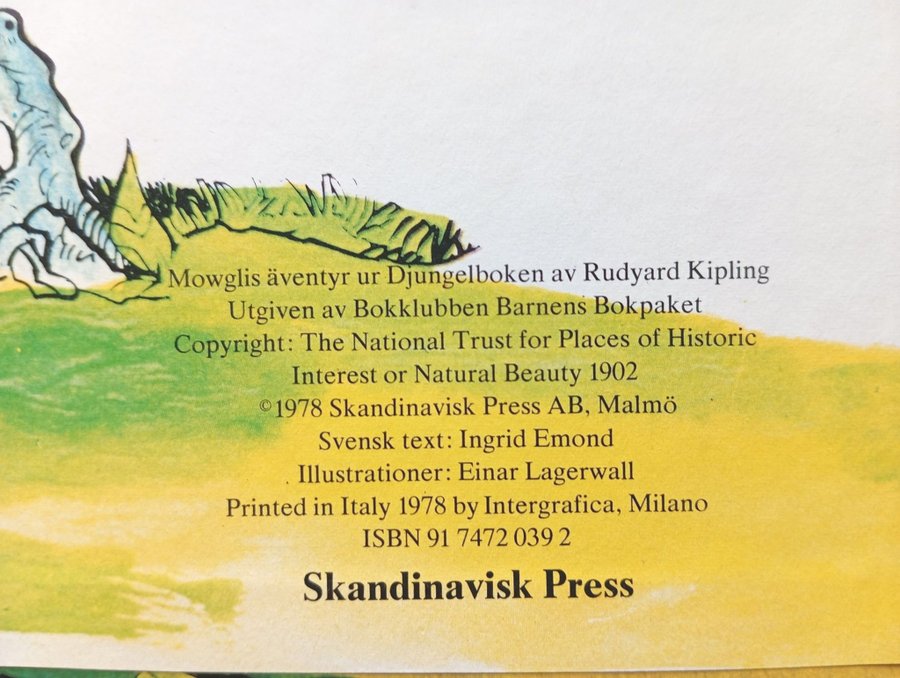 Mowglis äventyr ur Djungelboken av Rudyard Kipling
Utgiven av Bokklubben Barnens Bokpaket
Copyright: The National Trust for Places of Historic
Interest or Natural Beauty 1902
©1978 Skandinavisk Press AB, Malmö
Svensk text: Ingrid Emond
Illustrationer: Einar Lagerwall
Printed in Italy 1978 by Intergrafica, Milano
ISBN 91 7472 039 2
Skandinavisk Press